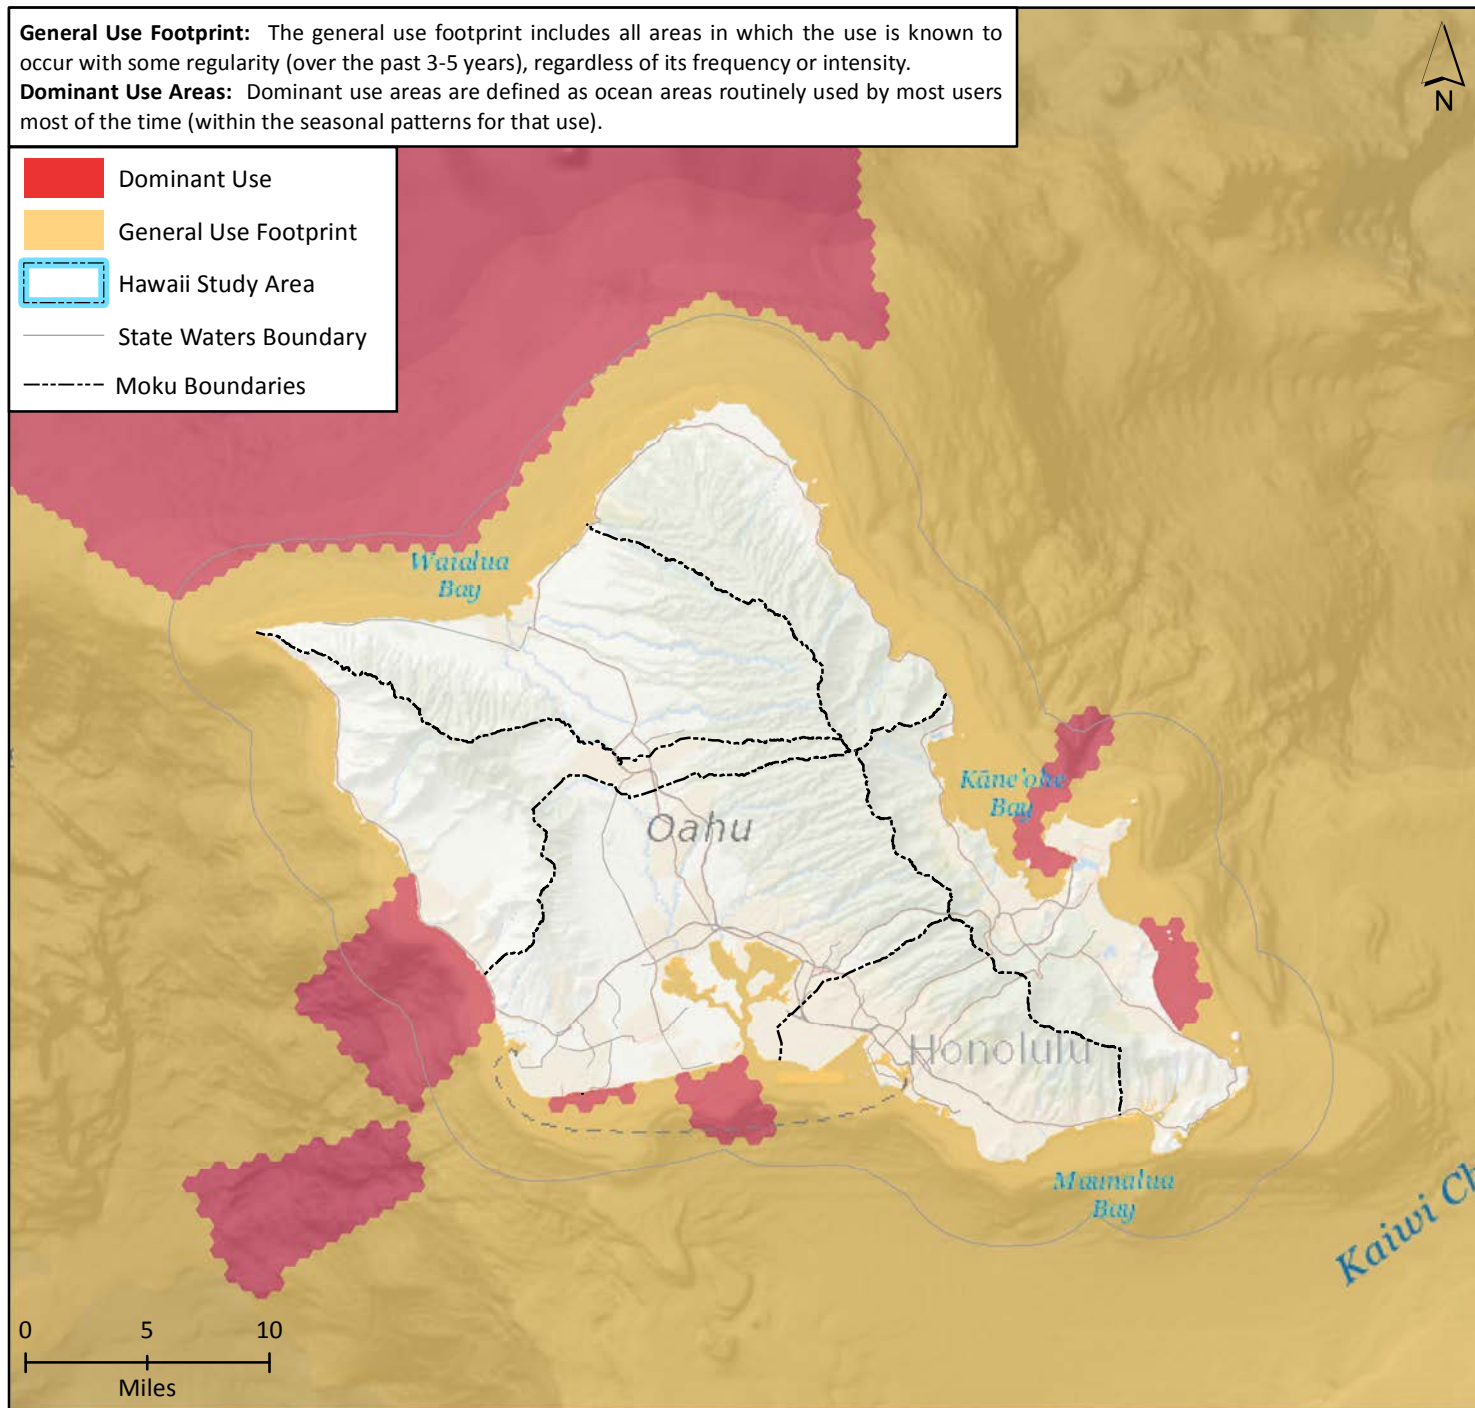 General Use Footprint: The general use footprint includes all areas in which the use is known to
occur with some regularity (over the past 3-5 years), regardless of its frequency or intensity.
Dominant Use Areas: Dominant use areas are defined as ocean areas routinely used by most users
most of the time (within the seasonal patterns for that use).
N
Dominant Use
General Use Footprint
Hawaii Study Area
State Waters Boundary
Moku Boundaries
Waialua
Bay
Kāne'ohe
Bay
Oahu
Honolulu
Maunalua
Bay
Kaiwi Ch
0 5 10
Miles